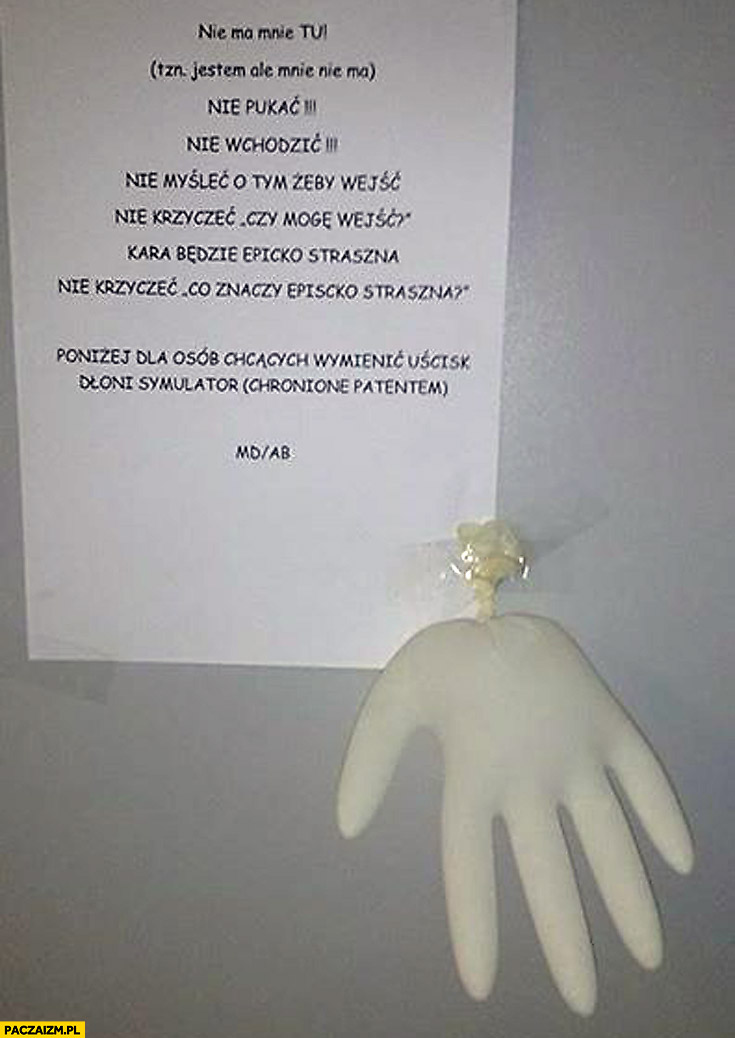 Nie ma mnie TU!
(tzn. jestem ale mnie nie ma)
NIE PUKAĆ !!!
NIE WCHODZIĆ !!!
NIE MYŚLEĆ O TYM ŻEBY WEJŚĆ
NIE KRZYCZEĆ „CZY MOGĘ WEJŚĆ?”
KARA BĘDZIE EPICKO STRASZNA
NIE KRZYCZEĆ „CO ZNACZY EPISCKO STRASZNA?”
PONIŻEJ DLA OSÓB CHCĄCYCH WYMIENIĆ UŚCISK
DŁONI SYMULATOR (CHRONIONE PATENTEM)
MD/AB
PACZAIZM.PL